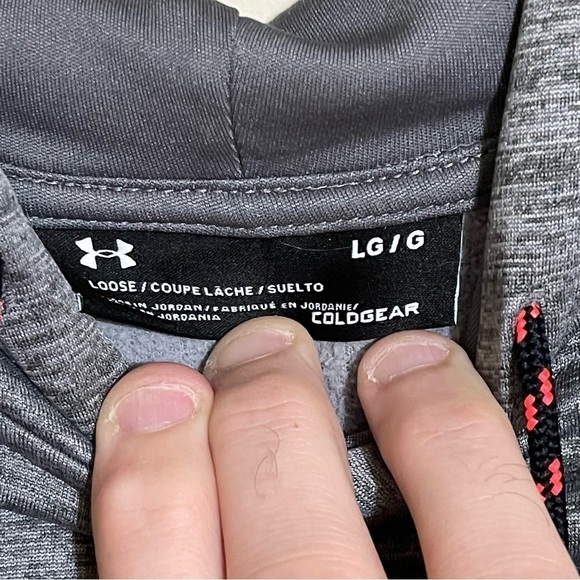 LG / G
LOOSE / COUPE LÂCHE / SUELTO
IN JORDAN / FABRIQUÉ EN JORDANIE /
EN JORDANIA
COLDGEAR